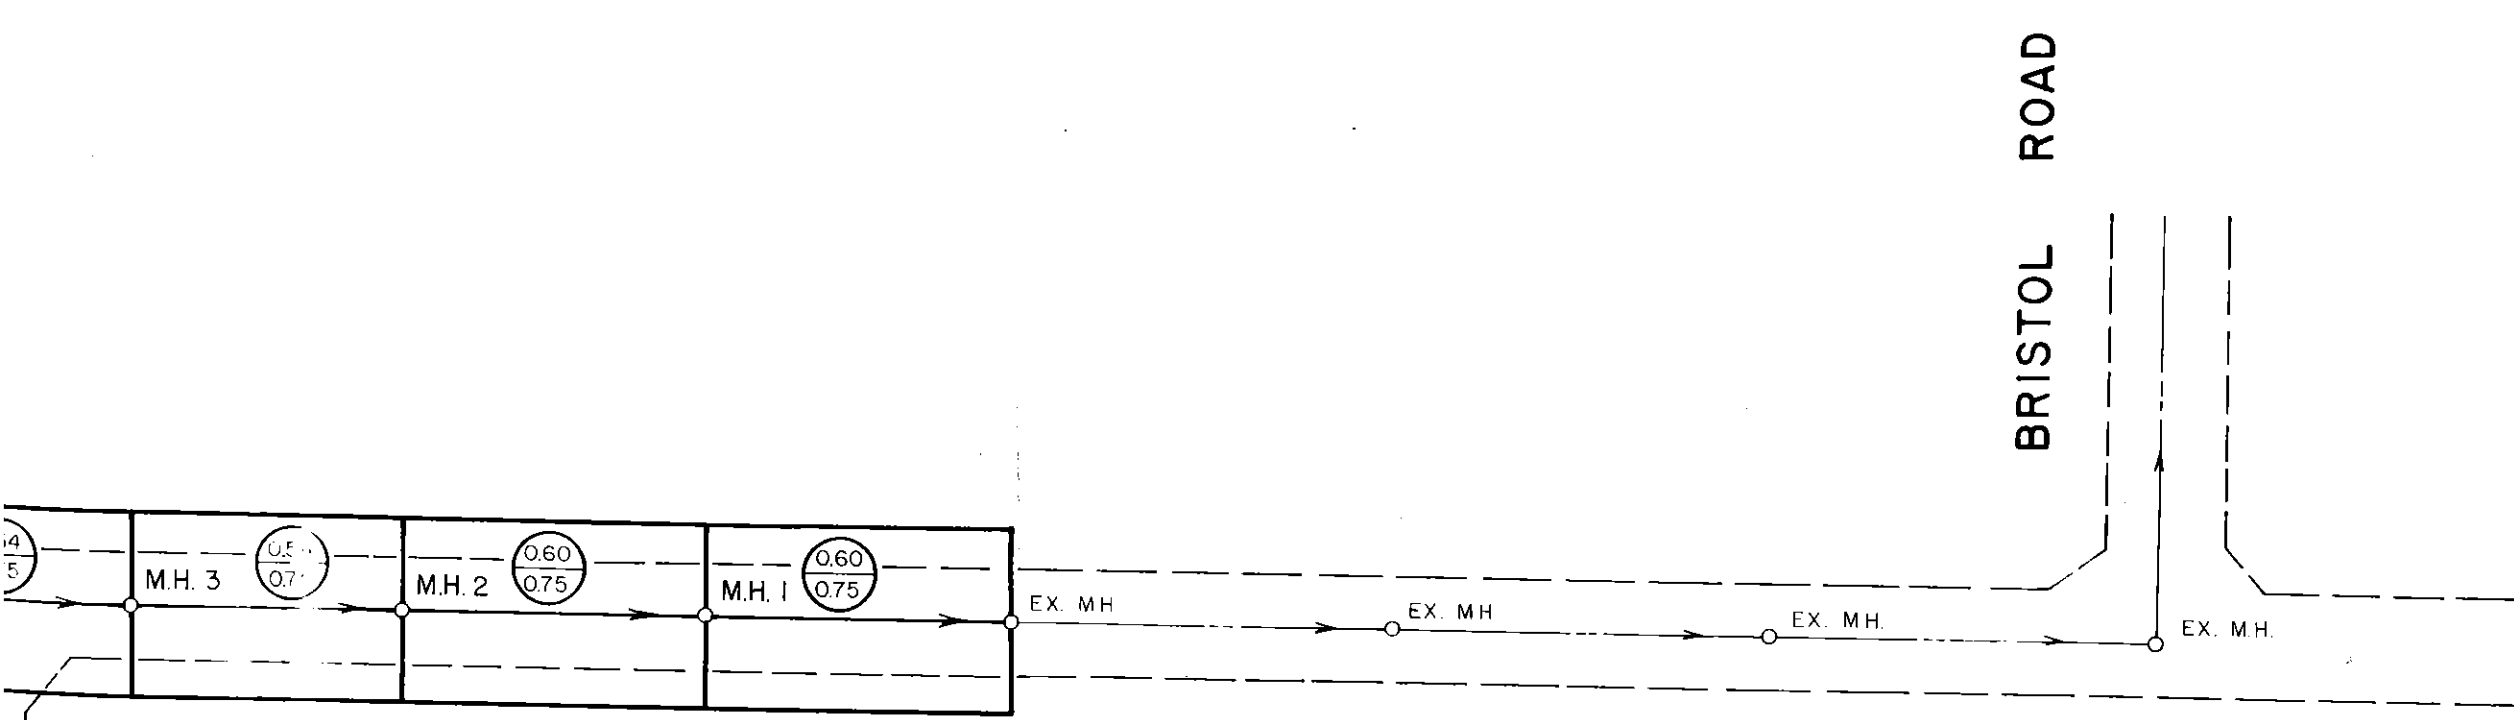 BRISTOL ROAD
M.H. 3
M.H. 2
0.60
0.75
M.H. 1
0.60
0.75
EX. MH
EX. MH
EX. MH.
EX. M.H.